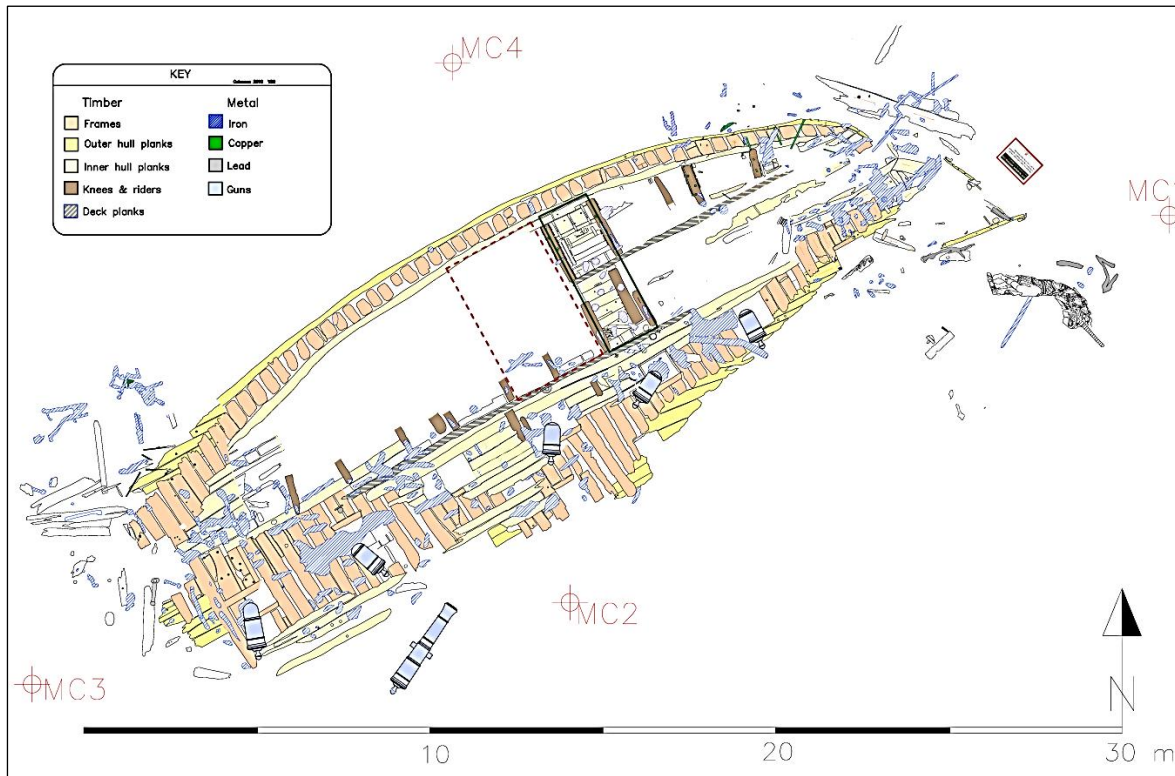 MC4
KEY
Timber
Frames
Outer hull planks
Inner hull planks
Knees & riders
Deck planks
Metal
Iron
Copper
Lead
Guns
MC2
MC3
N
10
20
30 m